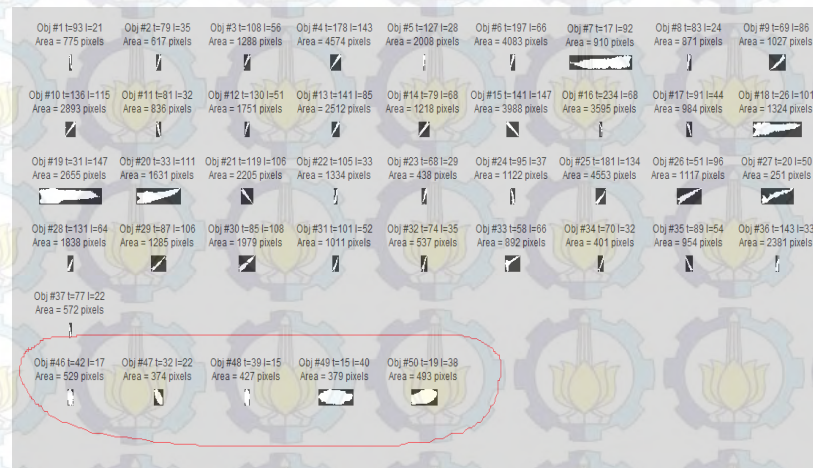 Obj #1 t=93 l=21 Obj #2 t=79 l=35 Obj #3 t=108 l=56 Obj #4 t=178 l=143 Obj #5 t=127 l=28 Obj #6 t=197 l=66 Obj #7 t=17 l=92 Obj #8 t=83 l=24 Obj #9 t=69 l=86
Area = 775 pixels Area = 617 pixels Area = 1288 pixels Area = 4574 pixels Area = 2008 pixels Area = 4083 pixels Area = 910 pixels Area = 871 pixels Area = 1027 pixels
Obj #10 t=136 l=115 Obj #11 t=81 l=32 Obj #12 t=130 l=51 Obj #13 t=141 l=85 Obj #14 t=79 l=68 Obj #15 t=141 l=147 Obj #16 t=234 l=68 Obj #17 t=91 l=44 Obj #18 t=26 l=101
Area = 2893 pixels Area = 836 pixels Area = 1751 pixels Area = 2512 pixels Area = 1218 pixels Area = 3988 pixels Area = 3595 pixels Area = 984 pixels Area = 1324 pixels
Obj #19 t=31 l=147 Obj #20 t=33 l=111 Obj #21 t=119 l=106 Obj #22 t=105 l=33 Obj #23 t=68 l=29 Obj #24 t=95 l=37 Obj #25 t=181 l=134 Obj #26 t=51 l=96 Obj #27 t=20 l=50
Area = 2655 pixels Area = 1631 pixels Area = 2205 pixels Area = 1334 pixels Area = 438 pixels Area = 1122 pixels Area = 4553 pixels Area = 1117 pixels Area = 251 pixels
Obj #28 t=131 l=64 Obj #29 t=87 l=106 Obj #30 t=85 l=108 Obj #31 t=101 l=52 Obj #32 t=74 l=35 Obj #33 t=58 l=66 Obj #34 t=70 l=32 Obj #35 t=89 l=54 Obj #36 t=143 l=33
Area = 1838 pixels Area = 1285 pixels Area = 1979 pixels Area = 1011 pixels Area = 537 pixels Area = 892 pixels Area = 401 pixels Area = 954 pixels Area = 2381 pixels
Obj #37 t=77 l=22
Area = 572 pixels
Obj #46 t=42 l=17 Obj #47 t=32 l=22 Obj #48 t=39 l=15 Obj #49 t=15 l=40 Obj #50 t=19 l=38
Area = 529 pixels Area = 374 pixels Area = 427 pixels Area = 379 pixels Area = 493 pixels